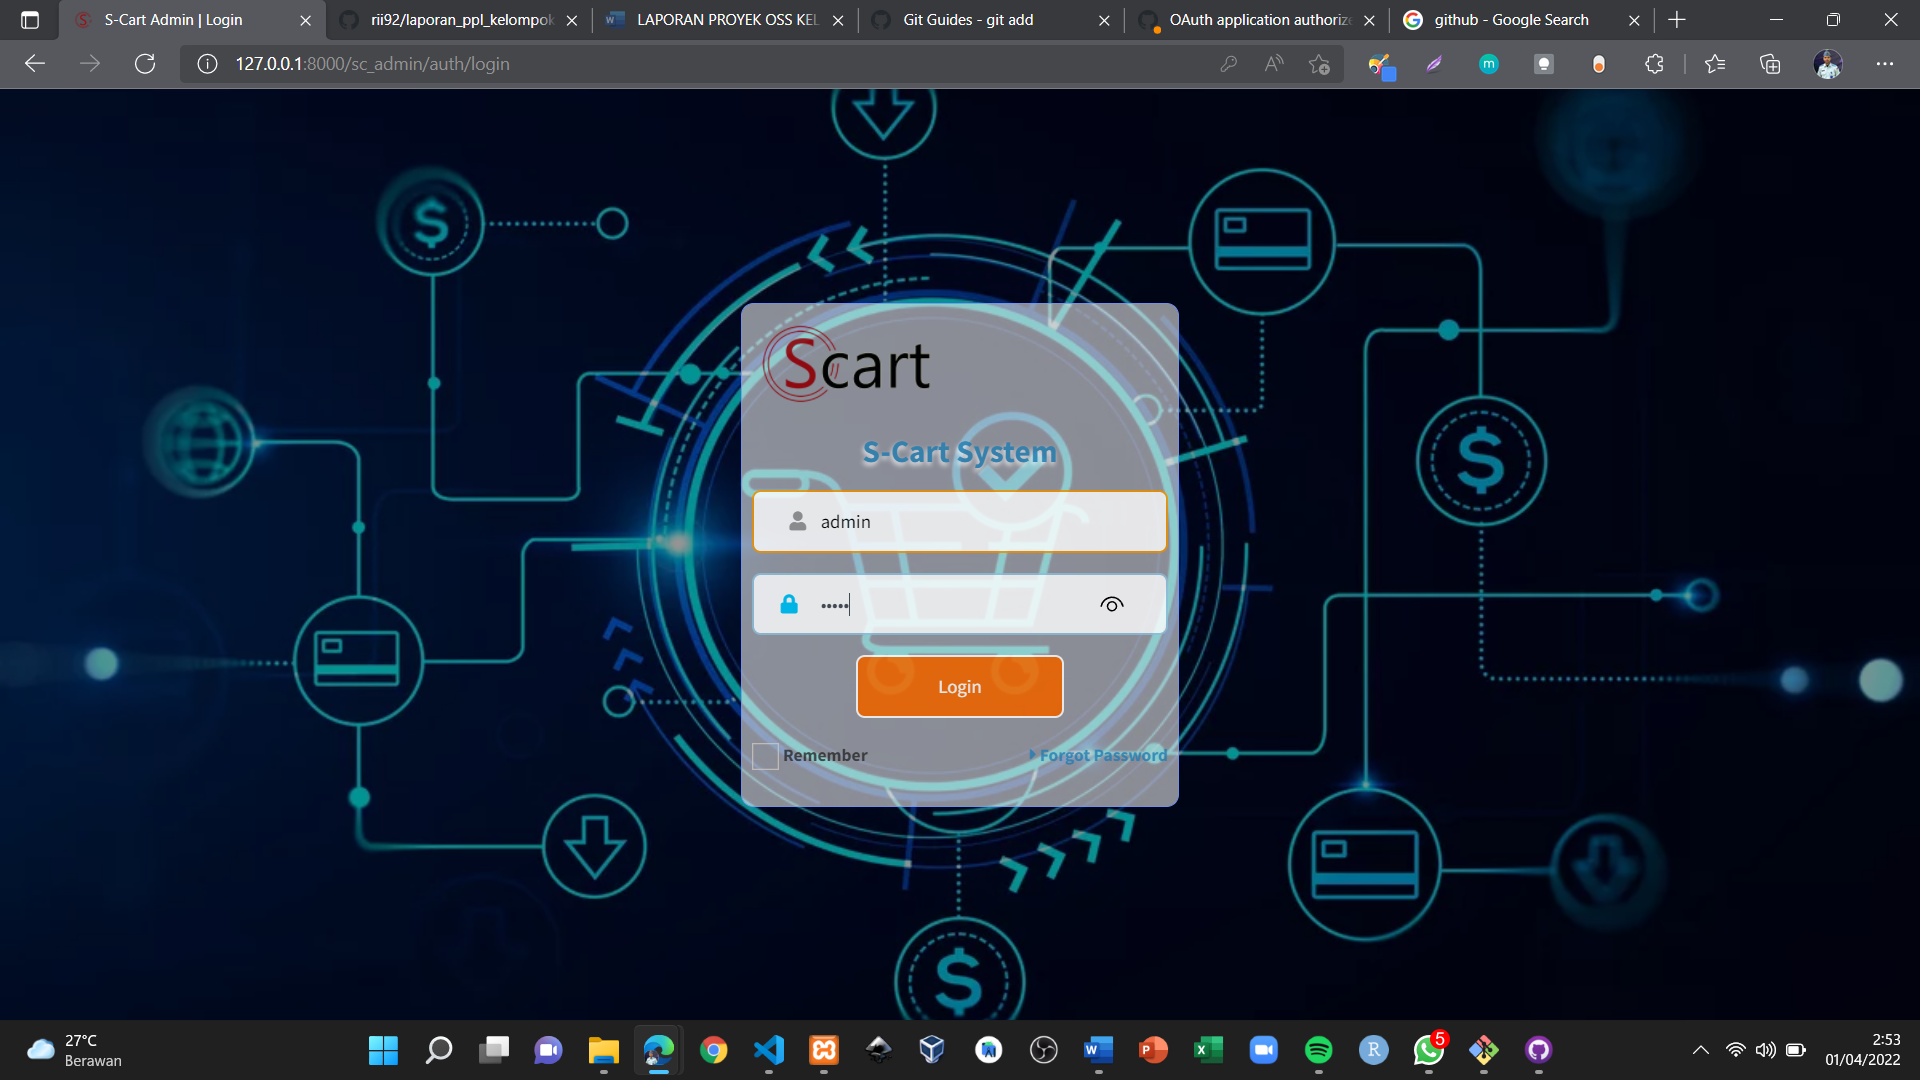 S-Cart Admin | Login
rii92/laporan_ppl_kelompok
LAPORAN PROYEK OSS KEL
Git Guides - git add
OAuth application authorize
github - Google Search
127.0.0.1:8000/sc_admin/auth/login
Scart
S-Cart System
admin
•••••
Login
Remember
Forgot Password
27°C
Berawan
5
2:53
01/04/2022